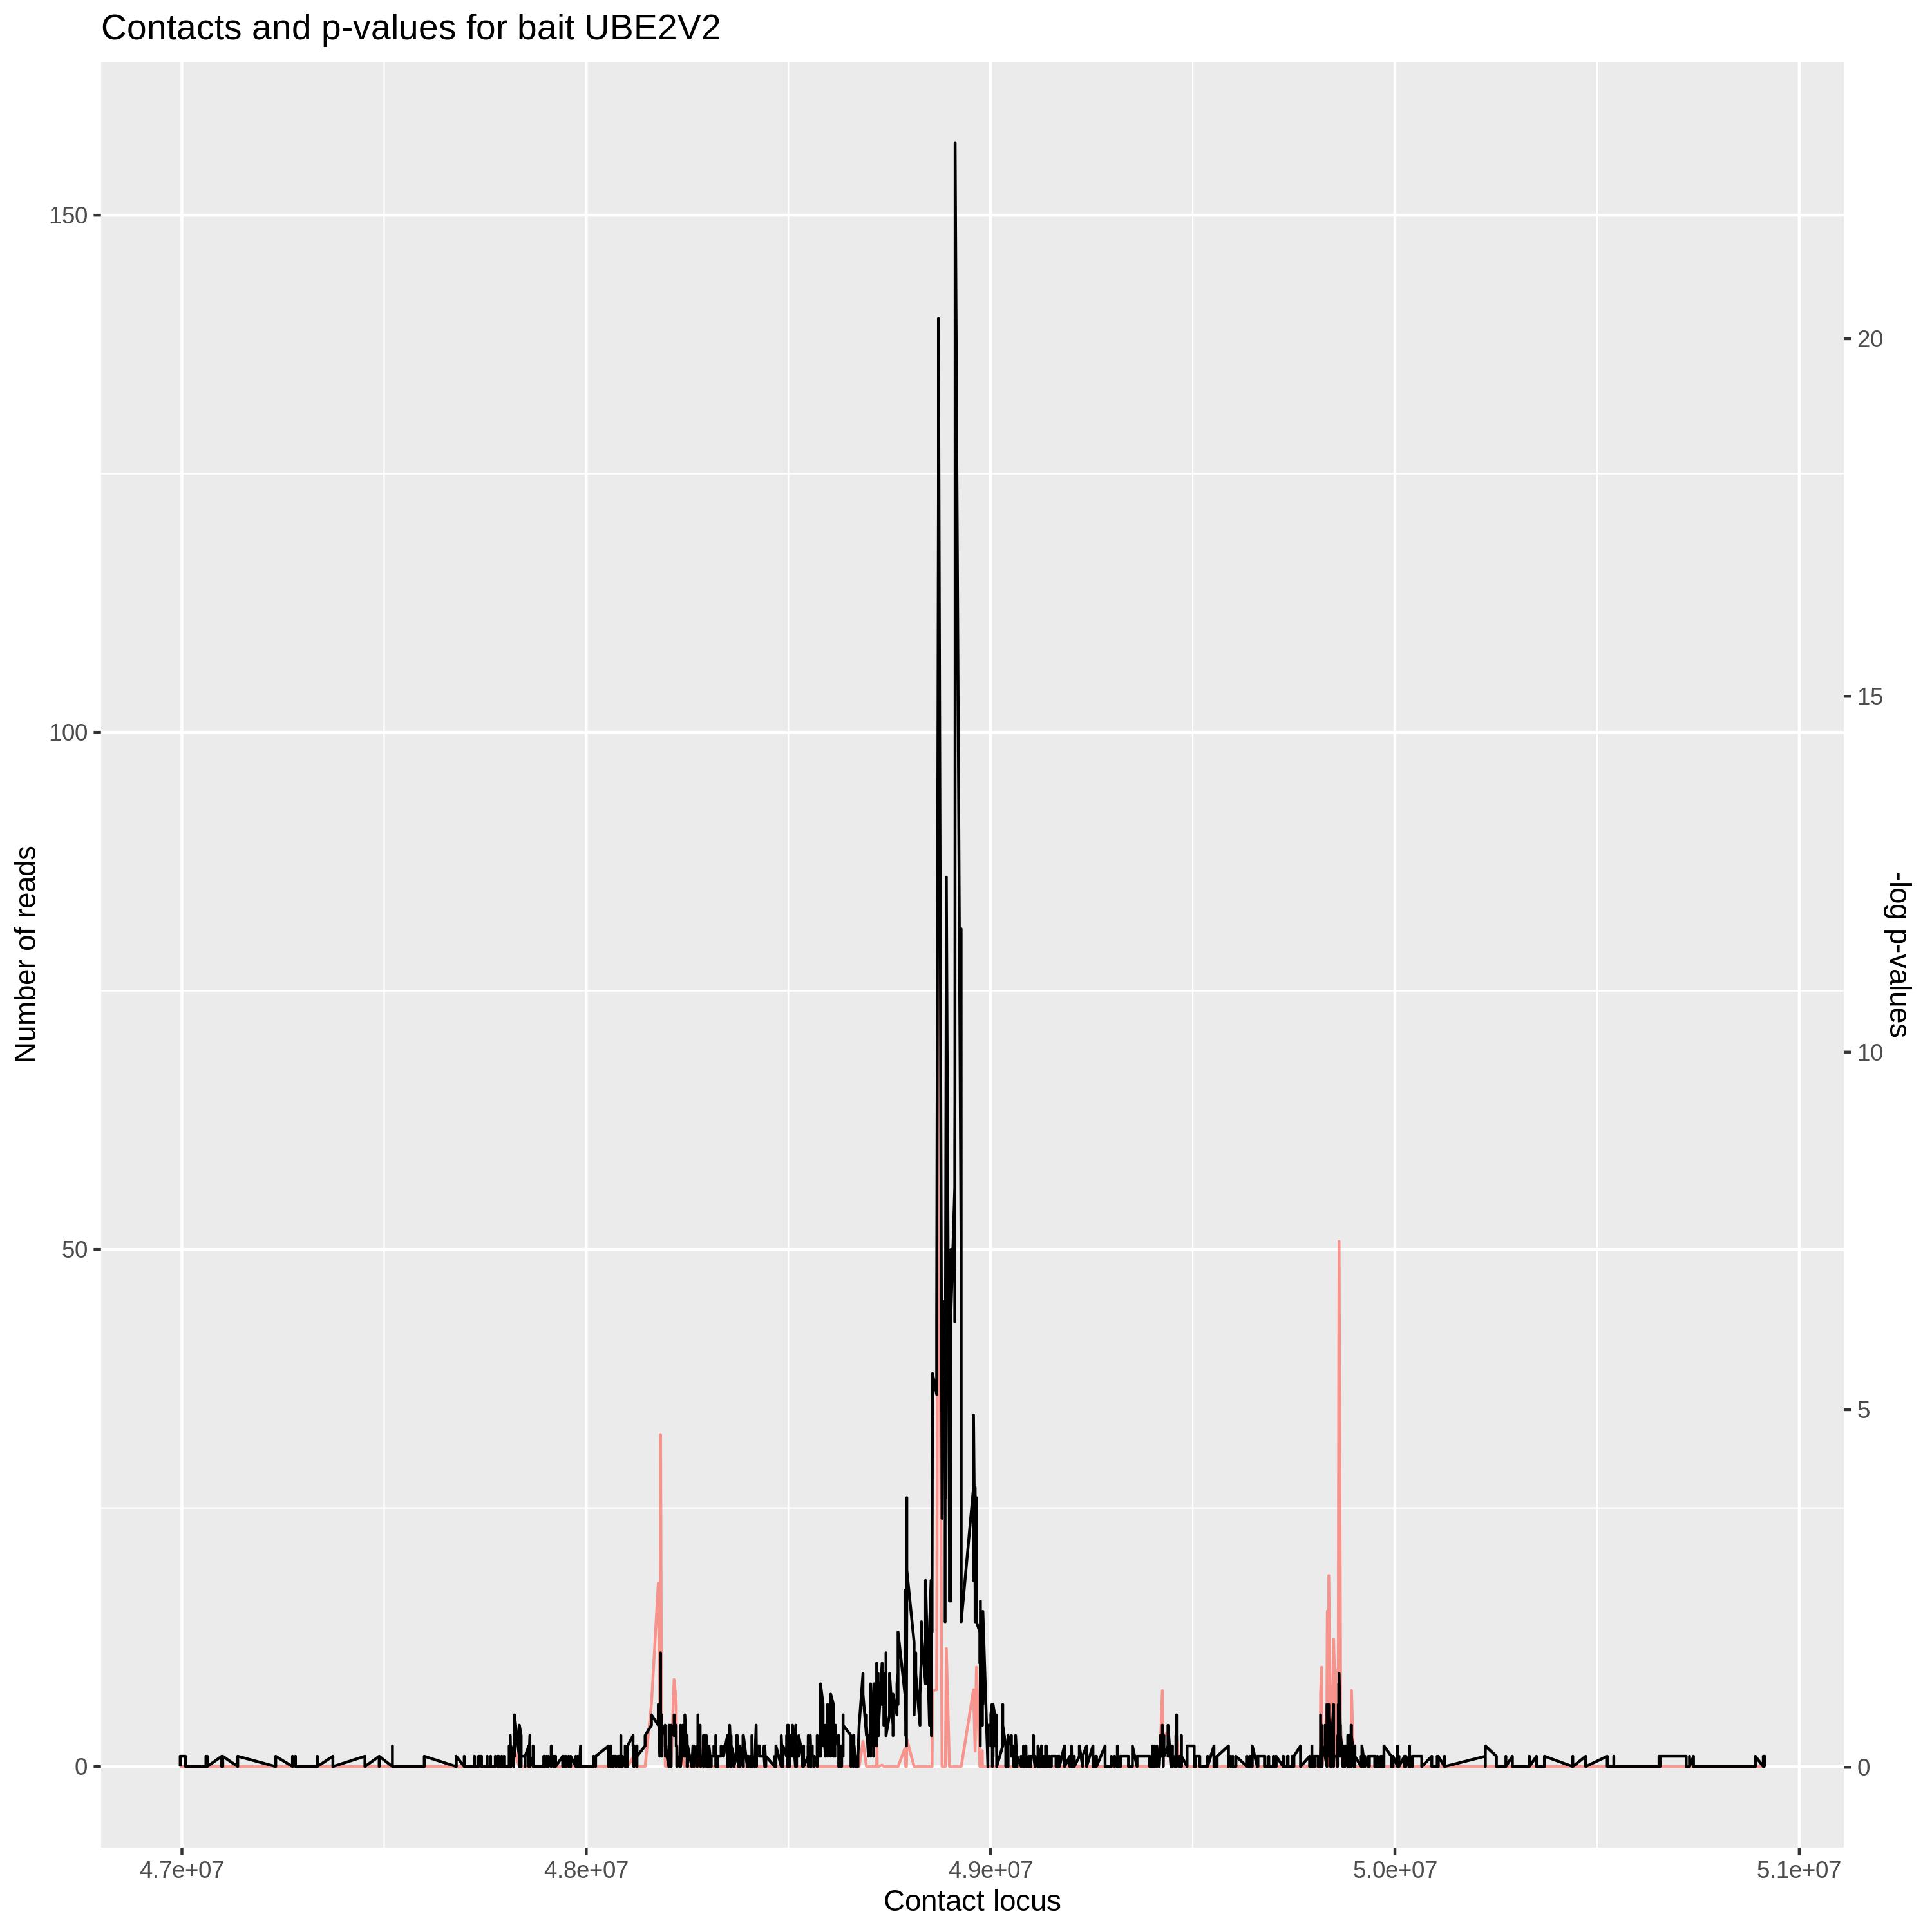 Contacts and p-values for bait UBE2V2
150
100
50
0
20
15
10
5
0
Number of reads
-log p-values
4.7e+07
4.8e+07
4.9e+07
5.0e+07
5.1e+07
Contact locus